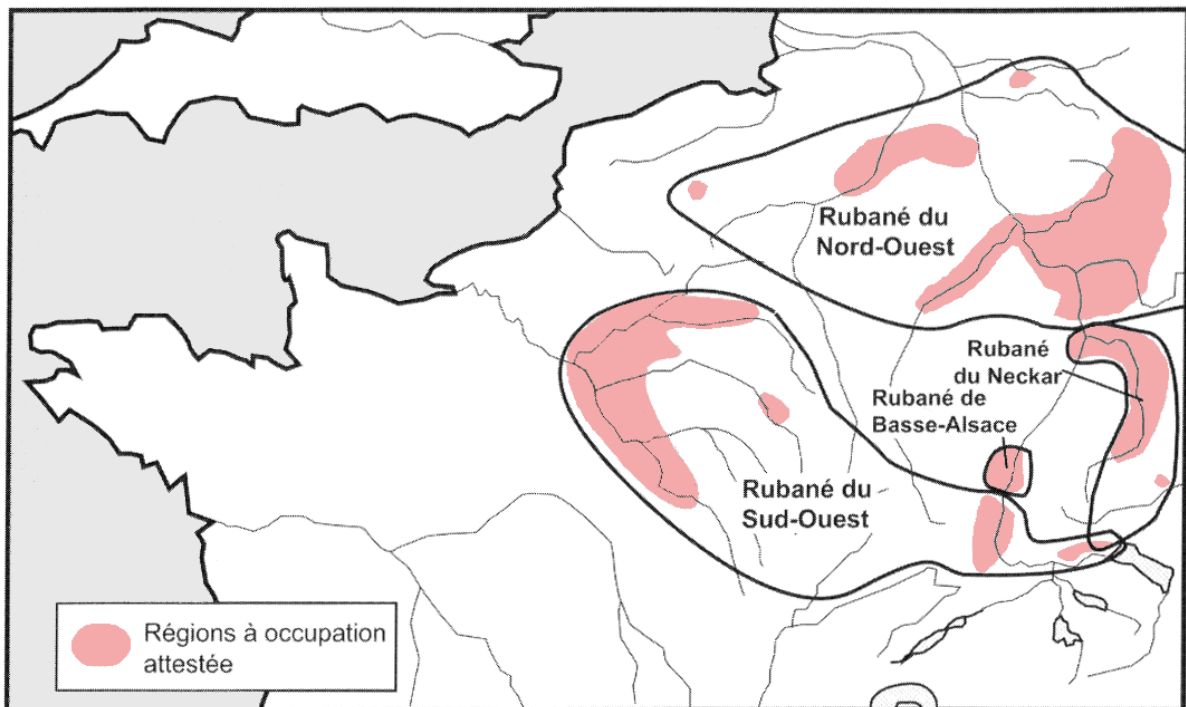 Rubané du
Nord-Ouest
Rubané
du Neckar
Rubané de
Basse-Alsace
Rubané du
Sud-Ouest
Régions à occupation
attestée